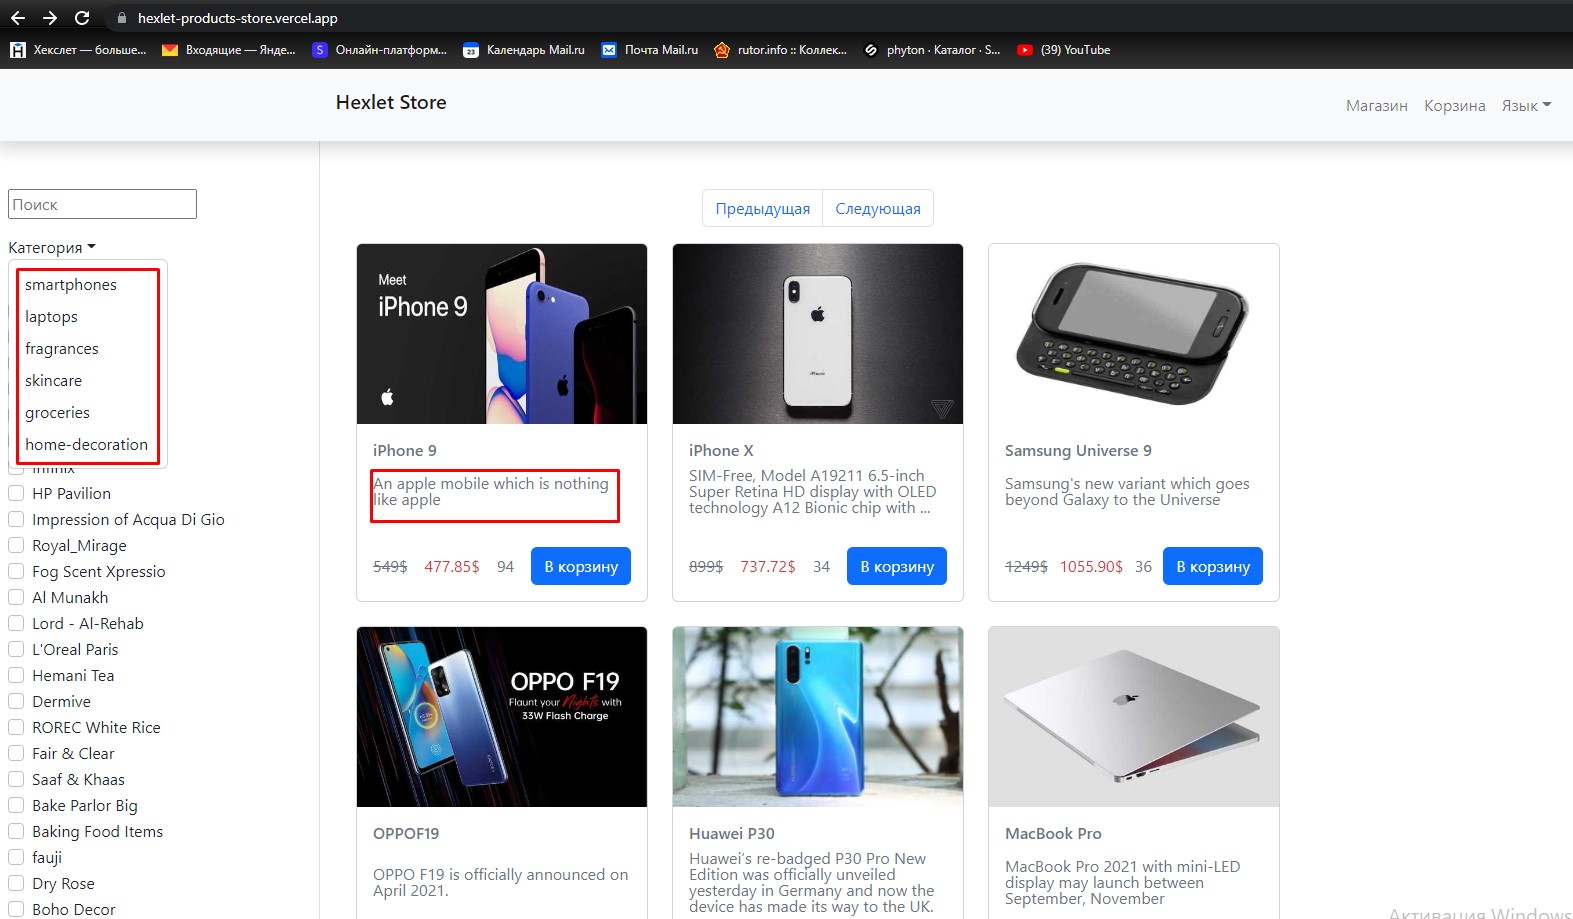 hexlet-products-store.vercel.app
Хекслет — больше...
Входящие — Янде...
Онлайн-платформ...
Календарь Mail.ru
Почта Mail.ru
rutor.info :: Коллек...
phyton · Каталог · S...
(39) YouTube
Hexlet Store
Магазин
Корзина
Язык
Поиск
Категория
smartphones
laptops
fragrances
skincare
groceries
home-decoration
Infinix
HP Pavilion
Impression of Acqua Di Gio
Royal_Mirage
Fog Scent Xpressio
Al Munakh
Lord - Al-Rehab
L'Oreal Paris
Hemani Tea
Dermive
ROREC White Rice
Fair & Clear
Saaf & Khaas
Bake Parlor Big
Baking Food Items
fauji
Dry Rose
Boho Decor
Предыдущая
Следующая
Meet
iPhone 9
iPhone 9
An apple mobile which is nothing
like apple
549$ 477.85$ 94 В корзину
iPhone X
SIM-Free, Model A19211 6.5-inch
Super Retina HD display with OLED
technology A12 Bionic chip with ...
899$ 737.72$ 34 В корзину
Samsung Universe 9
Samsung's new variant which goes
beyond Galaxy to the Universe
1249$ 1055.90$ 36 В корзину
OPPO F19
Flaunt your Nights with
33W Flash Charge
OPPOF19
OPPO F19 is officially announced on
April 2021.
Huawei P30
Huawei's re-badged P30 Pro New
Edition was officially unveiled
yesterday in Germany and now the
device has made its way to the UK.
MacBook Pro
MacBook Pro 2021 with mini-LED
display may launch between
September, November
Активация Windows